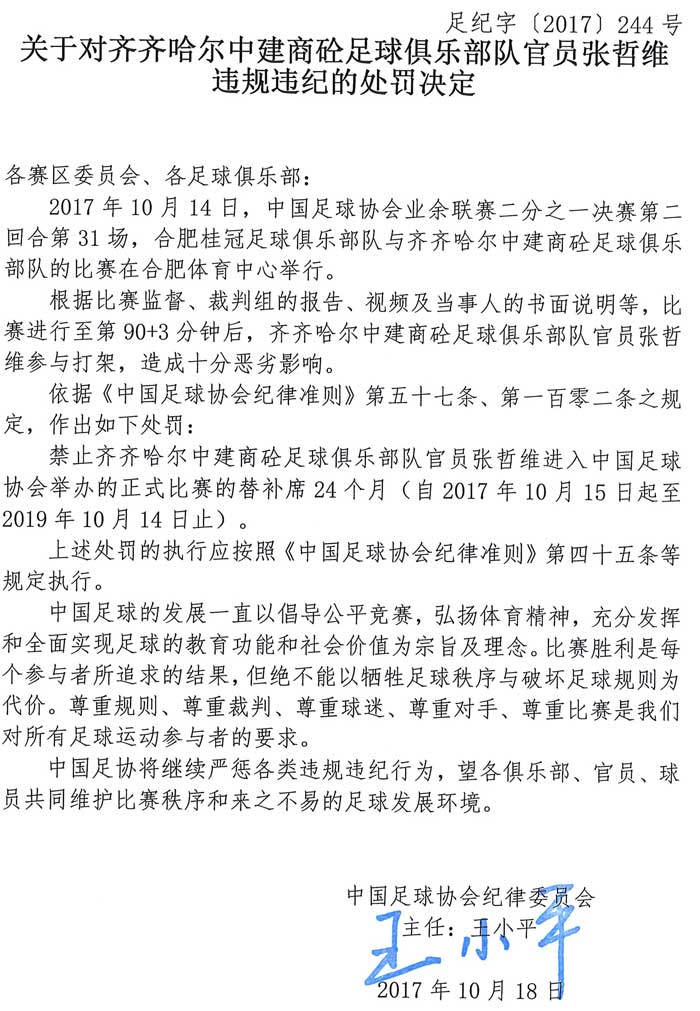 足纪字〔2017〕244 号
关于对齐齐哈尔中建商砼足球俱乐部队官员张哲维
违规违纪的处罚决定
各赛区委员会、各足球俱乐部：
2017 年 10 月 14 日，中国足球协会业余联赛二分之一决赛第二
回合第 31 场，合肥桂冠足球俱乐部队与齐齐哈尔中建商砼足球俱乐
部队的比赛在合肥体育中心举行。
根据比赛监督、裁判组的报告、视频及当事人的书面说明等，比
赛进行至第 90+3 分钟后，齐齐哈尔中建商砼足球俱乐部队官员张哲
维参与打架，造成十分恶劣影响。
依据《中国足球协会纪律准则》第五十七条、第一百零二条之规
定，作出如下处罚：
禁止齐齐哈尔中建商砼足球俱乐部队官员张哲维进入中国足球
协会举办的正式比赛的替补席 24 个月（自 2017 年 10 月 15 日起至
2019 年 10 月 14 日止）。
上述处罚的执行应按照《中国足球协会纪律准则》第四十五条等
规定执行。
中国足球的发展一直以倡导公平竞赛，弘扬体育精神，充分发挥
和全面实现足球的教育功能和社会价值为宗旨及理念。比赛胜利是每
个参与者所追求的结果，但绝不能以牺牲足球秩序与破坏足球规则为
代价。尊重规则、尊重裁判、尊重球迷、尊重对手、尊重比赛是我们
对所有足球运动参与者的要求。
中国足协将继续严惩各类违规违纪行为，望各俱乐部、官员、球
员共同维护比赛秩序和来之不易的足球发展环境。
中国足球协会纪律委员会
主任：王小平
王小平
2017 年 10 月 18 日